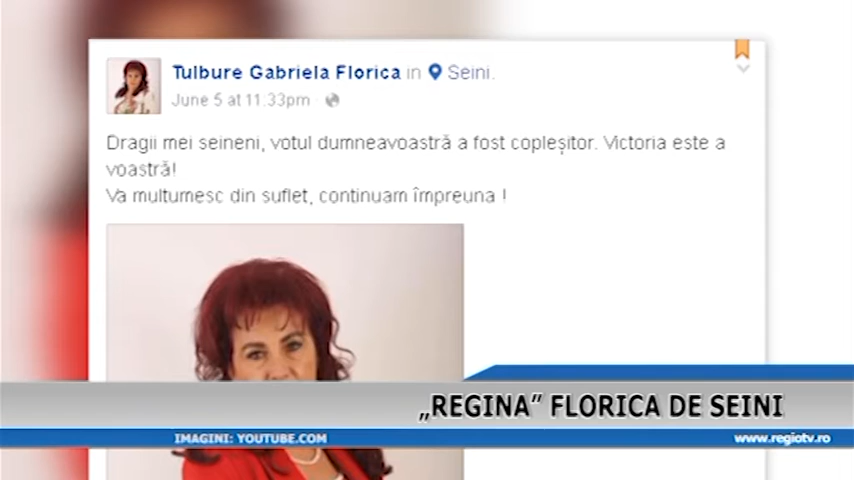 Tulbure Gabriela Florica in Seini.
June 5 at 11.33pm ·
Dragii mei seineni, votul dumneavoastră a fost copleșitor. Victoria este a
voastră!
Va multumesc din suflet, continuam împreuna !
„REGINA” FLORICA DE SEINI
IMAGINI: YOUTUBE.COM
www.regiotv.ro